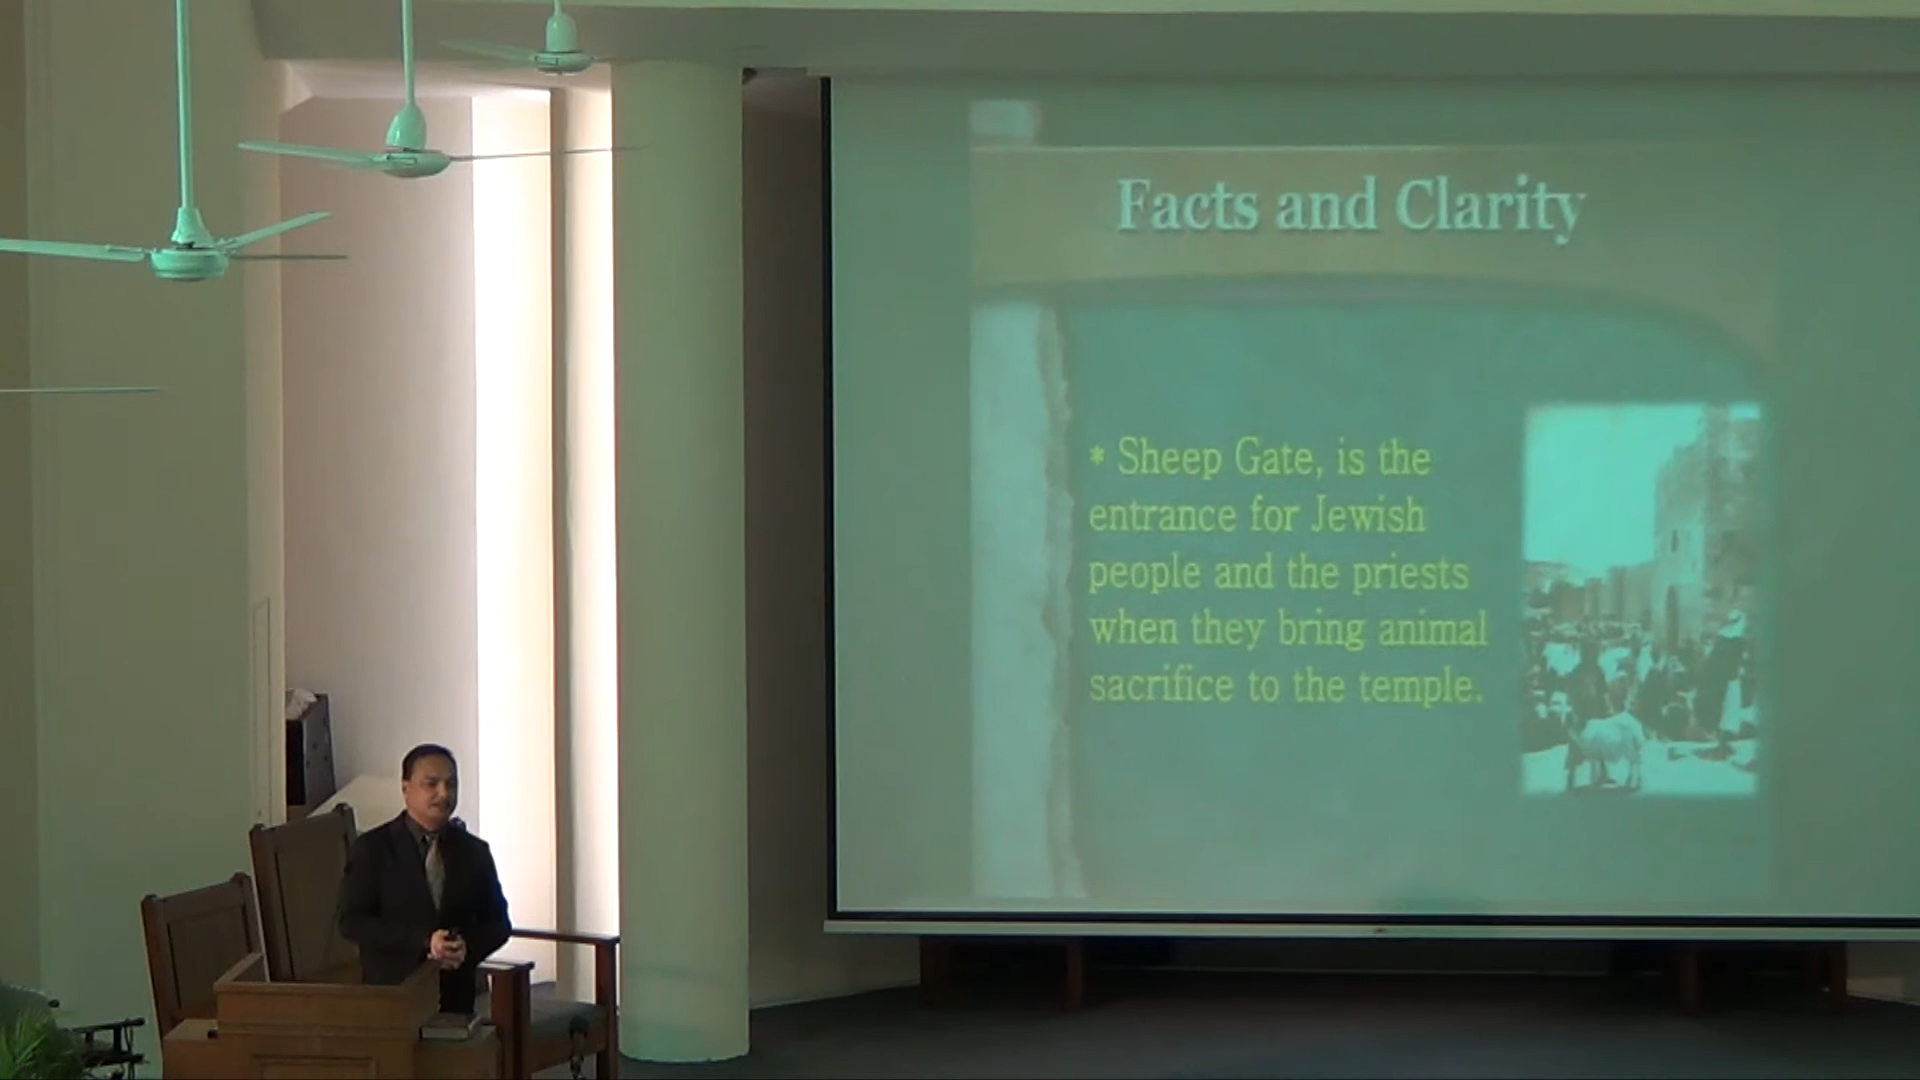 Facts and Clarity
* Sheep Gate, is the
entrance for Jewish
people and the priests
when they bring animal
sacrifice to the temple.